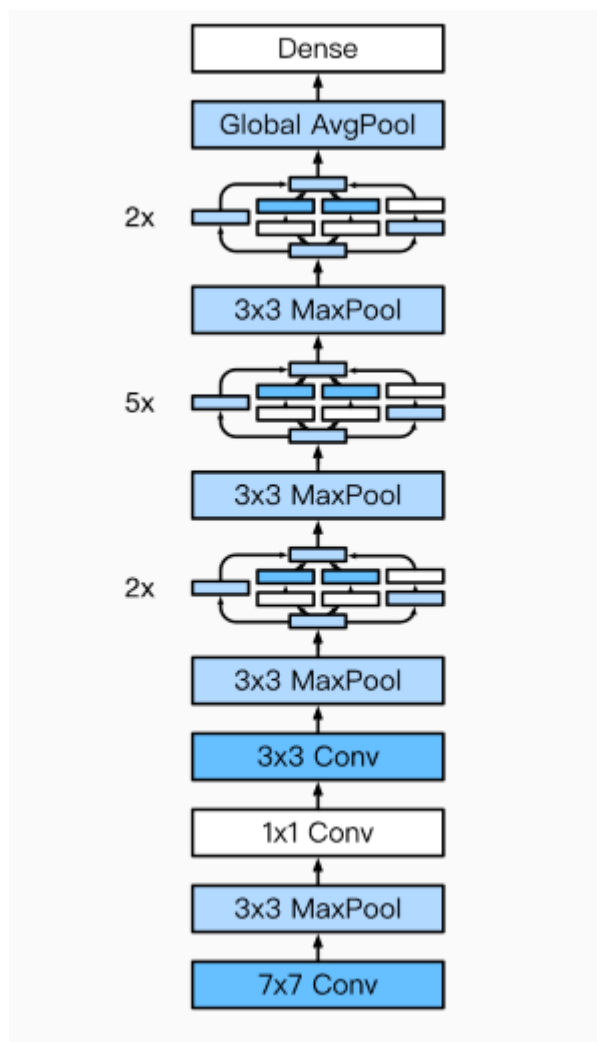 Dense
Global AvgPool
2x
3x3 MaxPool
5x
3x3 MaxPool
2x
3x3 MaxPool
3x3 Conv
1x1 Conv
3x3 MaxPool
7x7 Conv